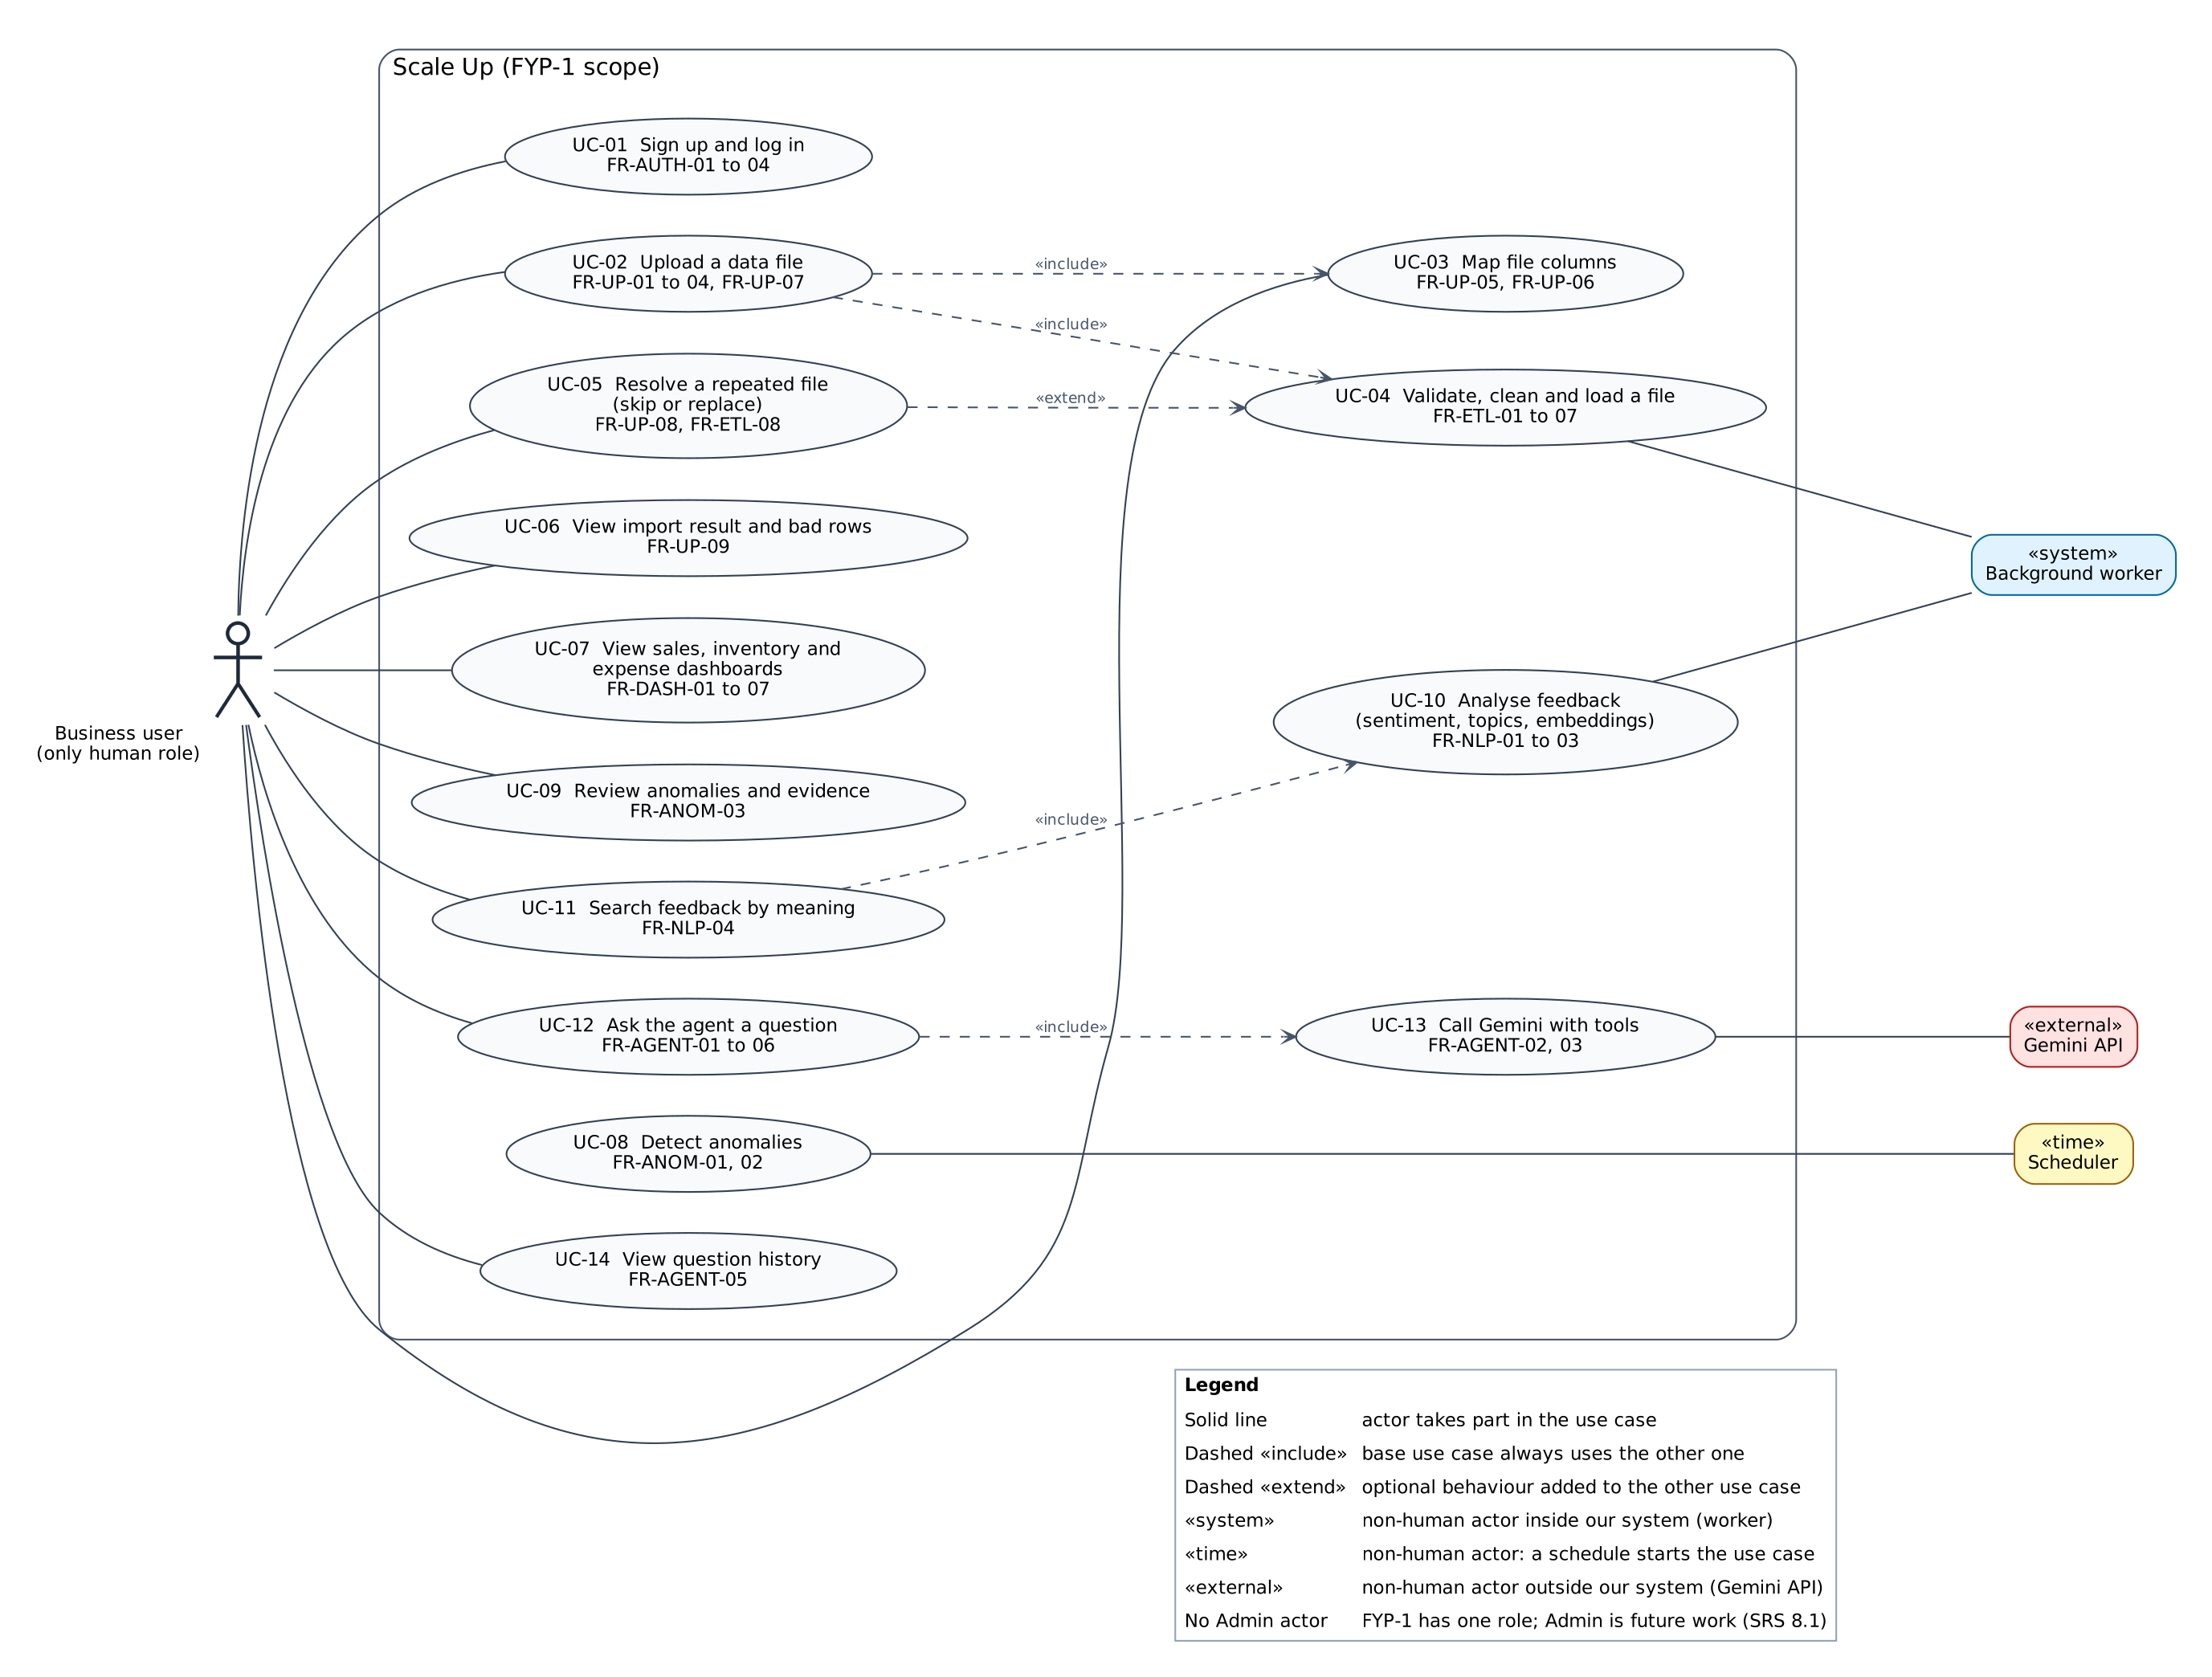 Scale Up (FYP-1 scope)
UC-01  Sign up and log in
FR-AUTH-01 to 04
UC-02  Upload a data file
FR-UP-01 to 04, FR-UP-07
«include»
UC-03  Map file columns
FR-UP-05, FR-UP-06
«include»
UC-05  Resolve a repeated file
(skip or replace)
FR-UP-08, FR-ETL-08
«extend»
UC-04  Validate, clean and load a file
FR-ETL-01 to 07
UC-06  View import result and bad rows
FR-UP-09
«system»
Background worker
UC-07  View sales, inventory and
expense dashboards
FR-DASH-01 to 07
Business user
(only human role)
UC-10  Analyse feedback
(sentiment, topics, embeddings)
FR-NLP-01 to 03
UC-09  Review anomalies and evidence
FR-ANOM-03
«include»
UC-11  Search feedback by meaning
FR-NLP-04
UC-12  Ask the agent a question
FR-AGENT-01 to 06
«include»
UC-13  Call Gemini with tools
FR-AGENT-02, 03
«external»
Gemini API
UC-08  Detect anomalies
FR-ANOM-01, 02
«time»
Scheduler
UC-14  View question history
FR-AGENT-05
Legend
Solid line actor takes part in the use case
Dashed «include» base use case always uses the other one
Dashed «extend» optional behaviour added to the other use case
«system» non-human actor inside our system (worker)
«time» non-human actor: a schedule starts the use case
«external» non-human actor outside our system (Gemini API)
No Admin actor FYP-1 has one role; Admin is future work (SRS 8.1)